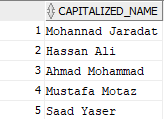 CAPITALIZED_NAME
1 Mohannad Jaradat
2 Hassan Ali
3 Ahmad Mohammad
4 Mustafa Motaz
5 Saad Yaser